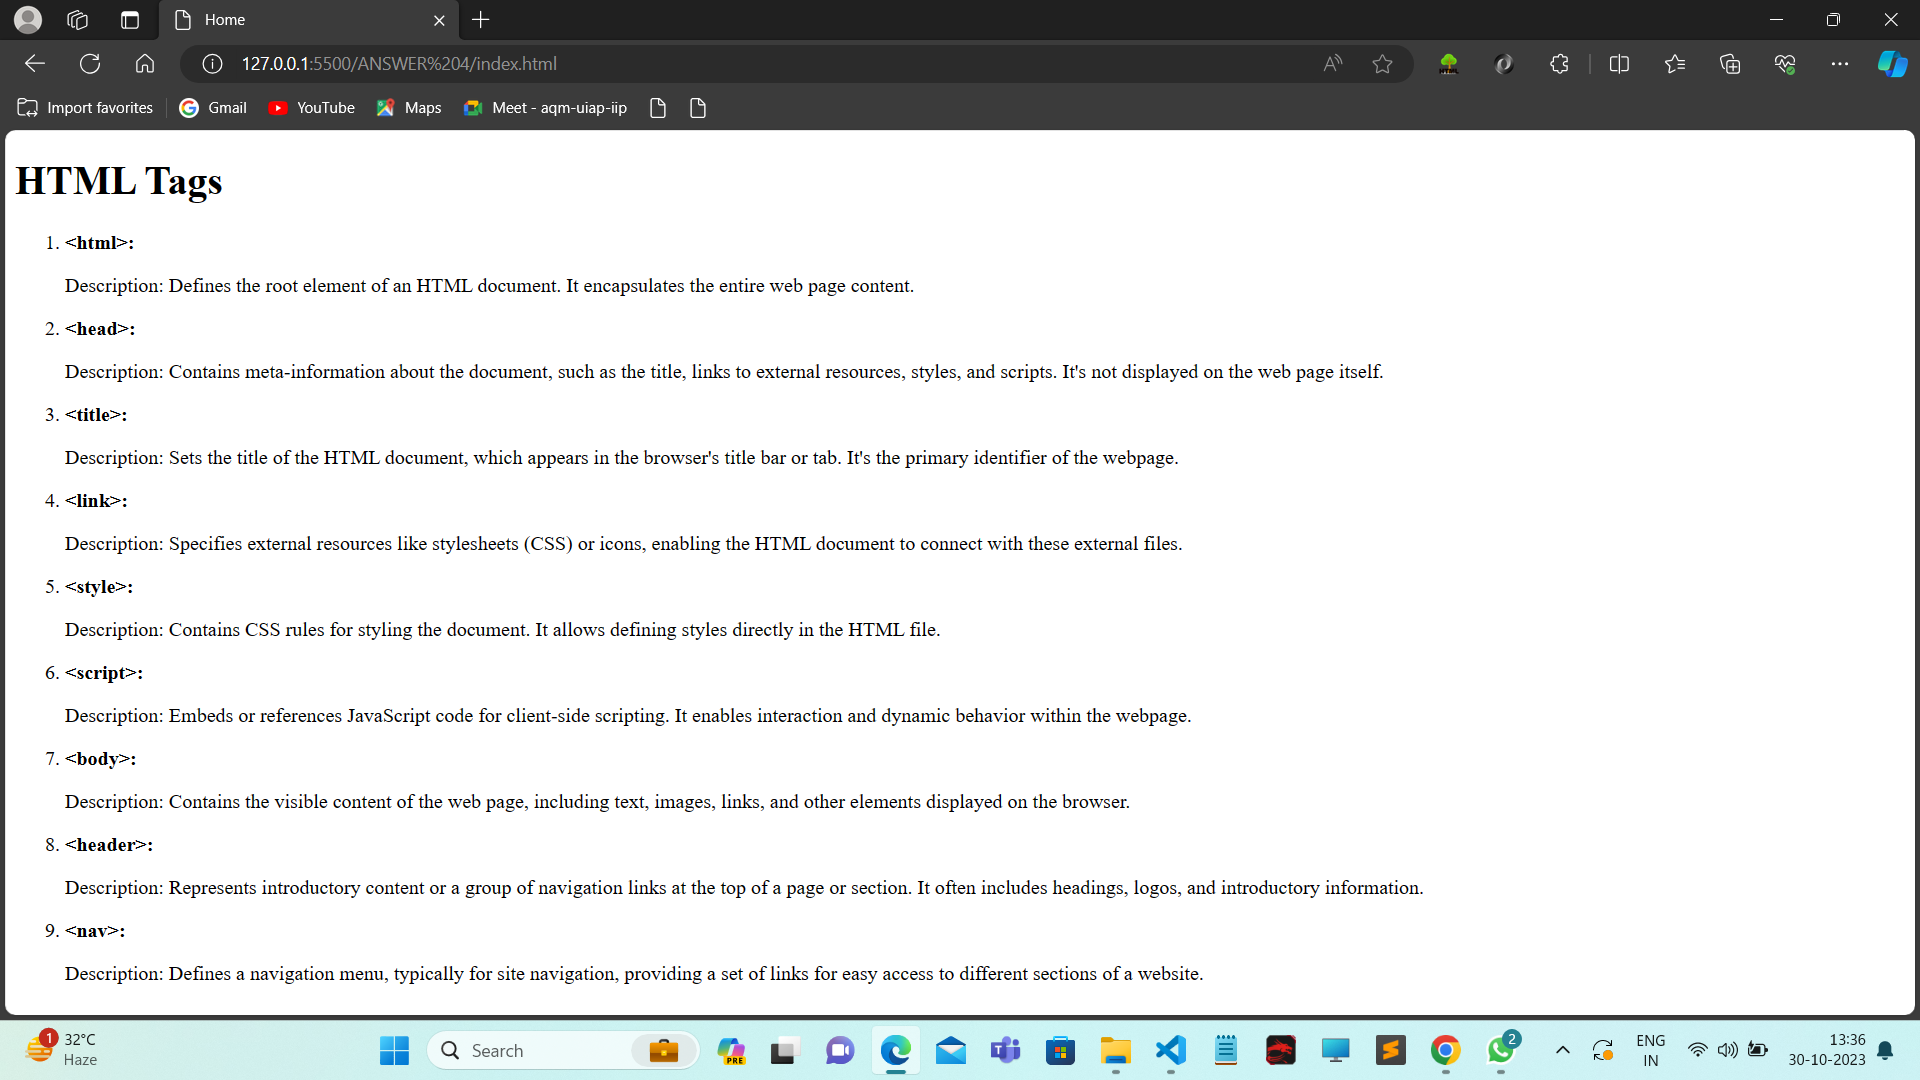 Home
127.0.0.1:5500/ANSWER%204/index.html
Import favorites Gmail YouTube Maps Meet - aqm-uiap-iip
HTML Tags
1. <html>:
Description: Defines the root element of an HTML document. It encapsulates the entire web page content.
2. <head>:
Description: Contains meta-information about the document, such as the title, links to external resources, styles, and scripts. It's not displayed on the web page itself.
3. <title>:
Description: Sets the title of the HTML document, which appears in the browser's title bar or tab. It's the primary identifier of the webpage.
4. <link>:
Description: Specifies external resources like stylesheets (CSS) or icons, enabling the HTML document to connect with these external files.
5. <style>:
Description: Contains CSS rules for styling the document. It allows defining styles directly in the HTML file.
6. <script>:
Description: Embeds or references JavaScript code for client-side scripting. It enables interaction and dynamic behavior within the webpage.
7. <body>:
Description: Contains the visible content of the web page, including text, images, links, and other elements displayed on the browser.
8. <header>:
Description: Represents introductory content or a group of navigation links at the top of a page or section. It often includes headings, logos, and introductory information.
9. <nav>:
Description: Defines a navigation menu, typically for site navigation, providing a set of links for easy access to different sections of a website.
1 32°C
Haze
Search
PRE
2
ENG
IN
13:36
30-10-2023